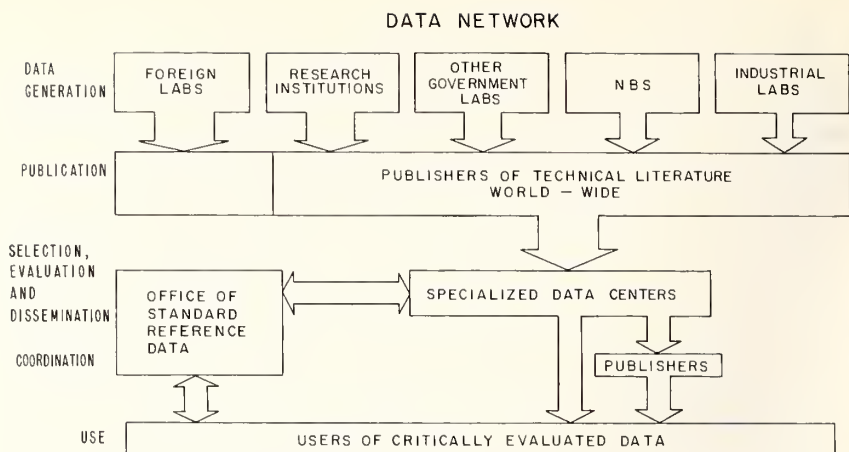 DATA NETWORK
DATA
GENERATION
FOREIGN
LABS
RESEARCH
INSTITUTIONS
OTHER
GOVERNMENT
LABS
NBS
INDUSTRIAL
LABS
PUBLICATION
PUBLISHERS OF TECHNICAL LITERATURE
WORLD — WIDE
SELECTION,
EVALUATION
AND
DISSEMINATION
COORDINATION
OFFICE OF
STANDARD
REFERENCE
DATA
SPECIALIZED DATA CENTERS
PUBLISHERS
USE
USERS OF CRITICALLY EVALUATED DATA